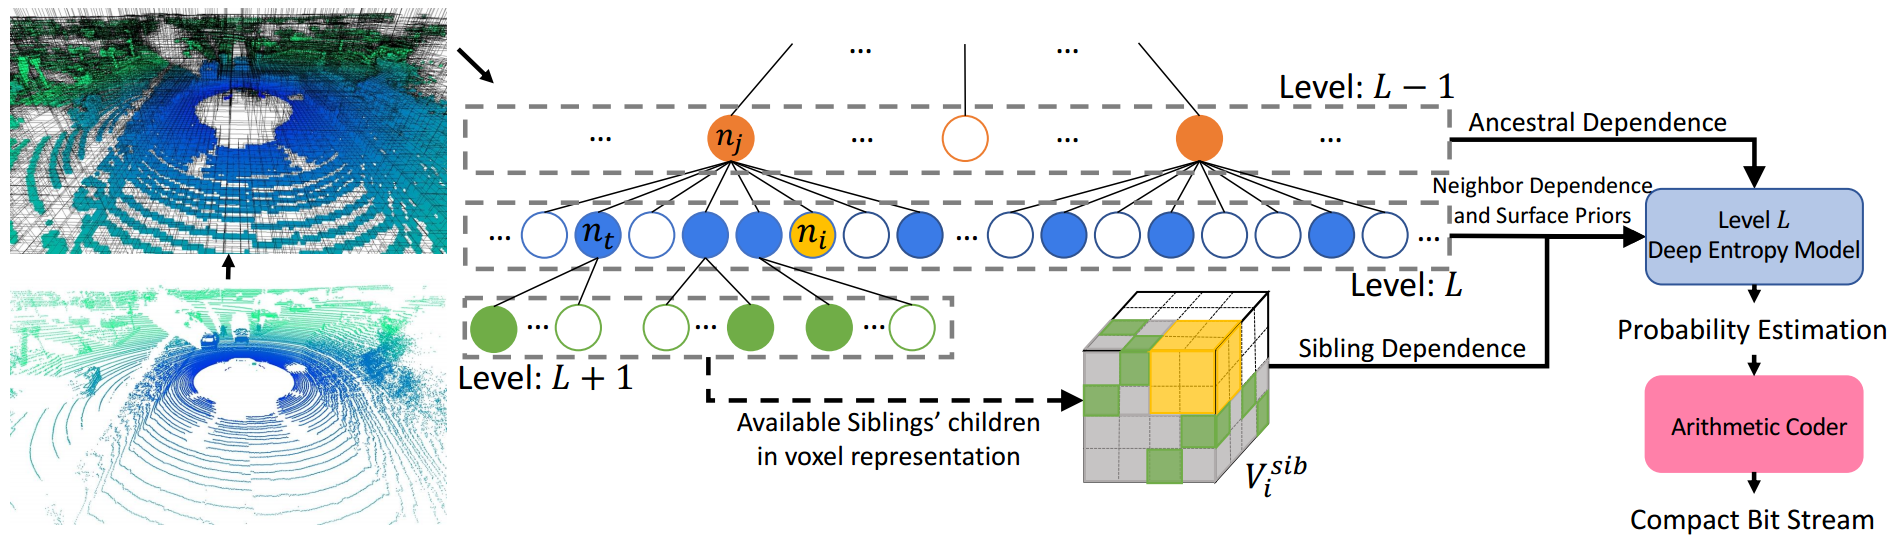 ... ...
Level: L − 1
... n_j ... ... ...
Ancestral Dependence
Neighbor Dependence
and Surface Priors
... n_t n_i ... ...
Level L
Deep Entropy Model
Level: L
... ... ...
Level: L + 1
Sibling Dependence
Probability Estimation
Available Siblings' children
in voxel representation
V_i^{sib}
Arithmetic Coder
Compact Bit Stream